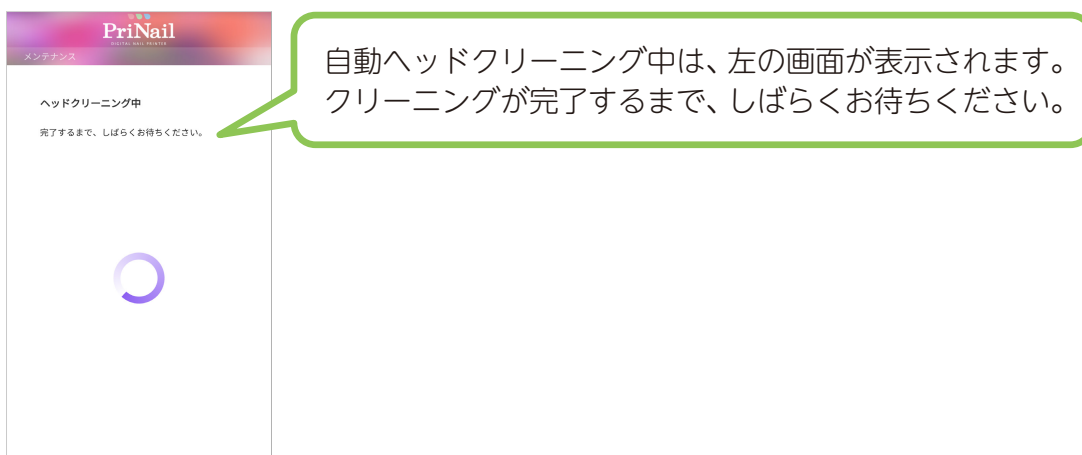 PriNail
DIGITAL NAIL PRINTER
メンテナンス
ヘッドクリーニング中
完了するまで、しばらくお待ちください。
自動ヘッドクリーニング中は、左の画面が表示されます。
クリーニングが完了するまで、しばらくお待ちください。